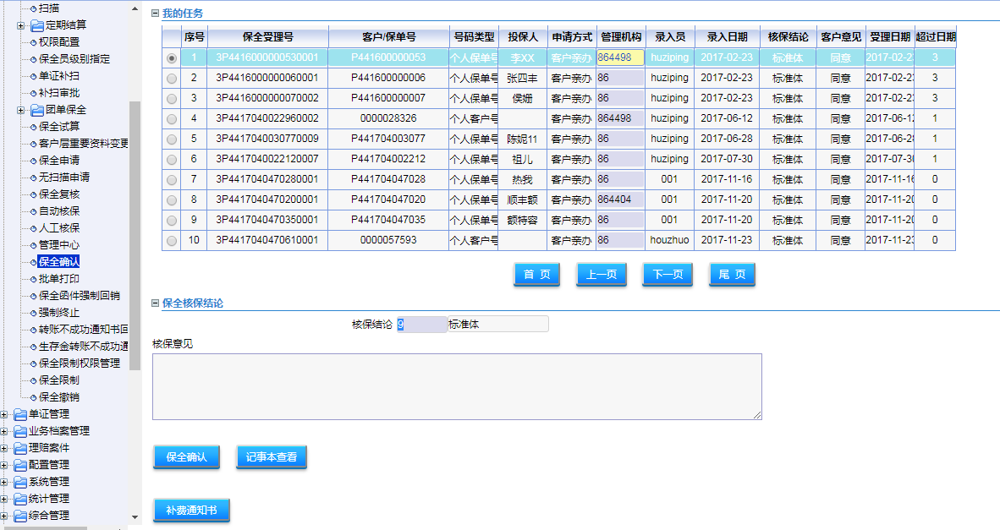 扫描
定期结算
权限配置
保全员级别指定
单证补扫
补扫审批
团单保全
保全试算
客户层重要资料变更
保全申请
无扫描申请
保全复核
自动核保
人工核保
管理中心
保全确认
批单打印
保全函件强制回销
强制终止
转账不成功通知书回
生存金转账不成功通
保全限制权限管理
保全限制
保全撤销
单证管理
业务档案管理
理赔案件
配置管理
系统管理
统计管理
综合管理
我的任务
序号 保全受理号 客户/保单号 号码类型 投保人 申请方式 管理机构 录入员 录入日期 核保结论 客户意见 受理日期 超过日期
1 3P4416000000530001 P441600000053 个人保单号 李XX 客户亲办 864498 huziping 2017-02-23 标准体 同意 2017-02-2 3
2 3P4416000000060001 P441600000006 个人保单号 张四丰 客户亲办 86 huziping 2017-02-23 标准体 同意 2017-02-2 3
3 3P4416000000070002 P441600000007 个人保单号 侯姗 客户亲办 86 huziping 2017-02-23 标准体 同意 2017-02-2 3
4 3P4417040022960002 0000028326 个人客户号 客户亲办 864498 huziping 2017-06-12 标准体 同意 2017-06-12 1
5 3P4417040030770009 P441704003077 个人保单号 陈妮11 客户亲办 86 huziping 2017-06-28 标准体 同意 2017-06-28 1
6 3P4417040022120007 P441704002212 个人保单号 祖儿 客户亲办 86 huziping 2017-07-30 标准体 同意 2017-07-30 1
7 3P4417040470280001 P441704047028 个人保单号 热我 客户亲办 86 001 2017-11-16 标准体 同意 2017-11-16 0
8 3P4417040470200001 P441704047020 个人保单号 顺丰额 客户亲办 864404 001 2017-11-20 标准体 同意 2017-11-20 0
9 3P4417040470350001 P441704047035 个人保单号 额特容 客户亲办 86 001 2017-11-20 标准体 同意 2017-11-20 0
10 3P4417040470610001 0000057593 个人客户号 客户亲办 86 houzhuo 2017-11-23 标准体 同意 2017-11-23 0
首 页 上一页 下一页 尾 页
保全核保结论
核保结论 9 标准体
核保意见
保全确认 记事本查看
补费通知书